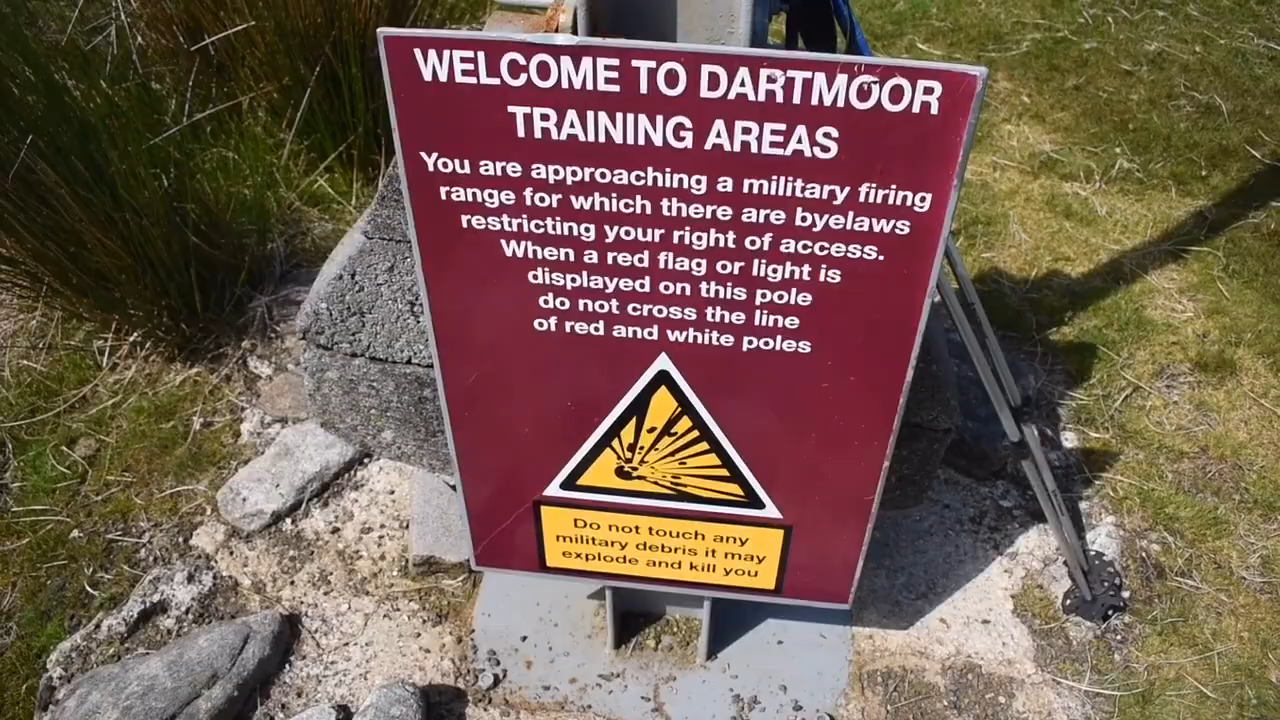 WELCOME TO DARTMOOR
TRAINING AREAS
You are approaching a military firing
range for which there are byelaws
restricting your right of access.
When a red flag or light is
displayed on this pole
do not cross the line
of red and white poles
Do not touch any
military debris it may
explode and kill you